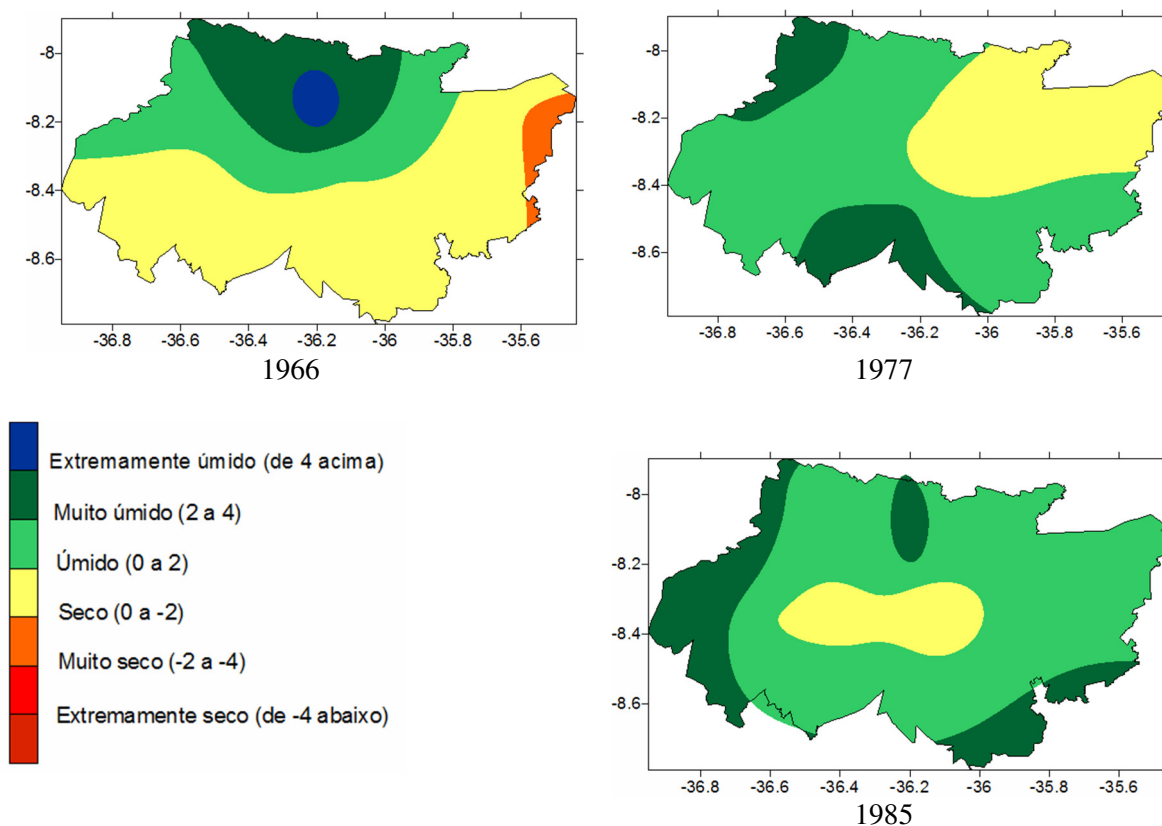 -8
-8.2
-8.4
-8.6
-36.8 -36.6 -36.4 -36.2 -36 -35.8 -35.6
1966
-8
-8.2
-8.4
-8.6
-36.8 -36.6 -36.4 -36.2 -36 -35.8 -35.6
1977
Extremamente úmido (de 4 acima)
Muito úmido (2 a 4)
Úmido (0 a 2)
Seco (0 a -2)
Muito seco (-2 a -4)
Extremamente seco (de -4 abaixo)
-8
-8.2
-8.4
-8.6
-36.8 -36.6 -36.4 -36.2 -36 -35.8 -35.6
1985